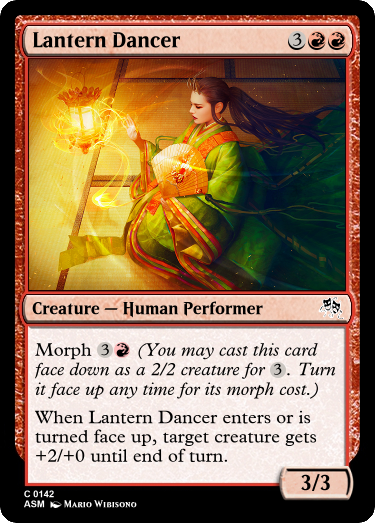 Lantern Dancer 3
Creature — Human Performer
Morph 3 (You may cast this card
face down as a 2/2 creature for 3. Turn
it face up any time for its morph cost.)
When Lantern Dancer enters or is
turned face up, target creature gets
+2/+0 until end of turn.
3/3
C 0142
ASM Mario Wibisono